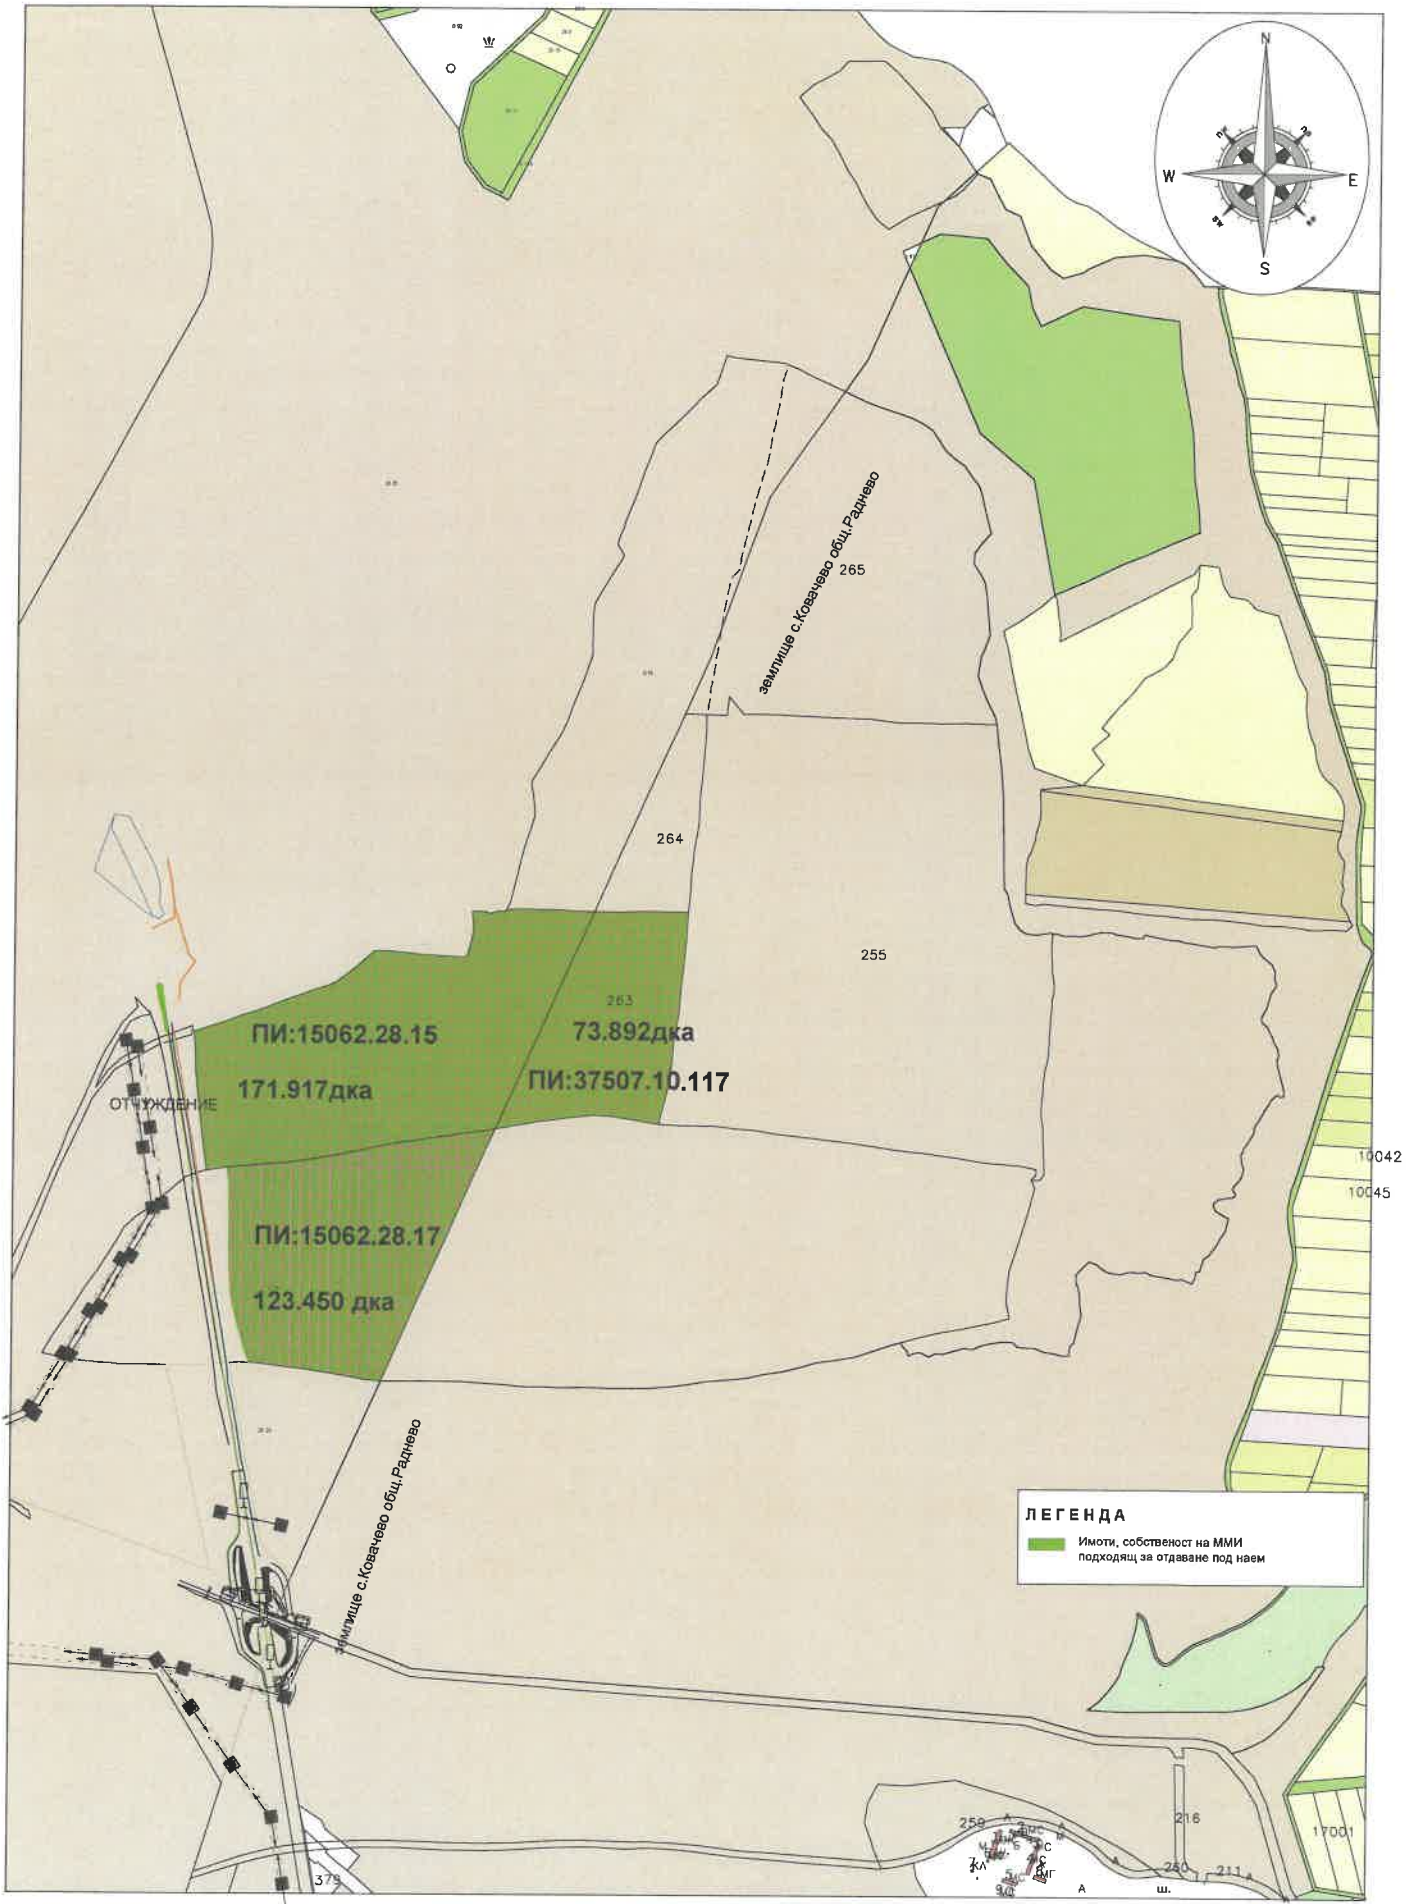 N
W
E
S
землище с.Ковачево общ.Раднево
265
264
255
263
ПИ:15062.28.15
73.892дка
171.917дка
ПИ:37507.10.117
ОТЧУЖДЕНИЕ
10042
10045
ПИ:15062.28.17
123.450 дка
землище с.Ковачево общ.Раднево
ЛЕГЕНДА
Имоти, собственост на ММИ
подходящ за отдаване под наем
259
216
17001
260
211
379
А
ш.